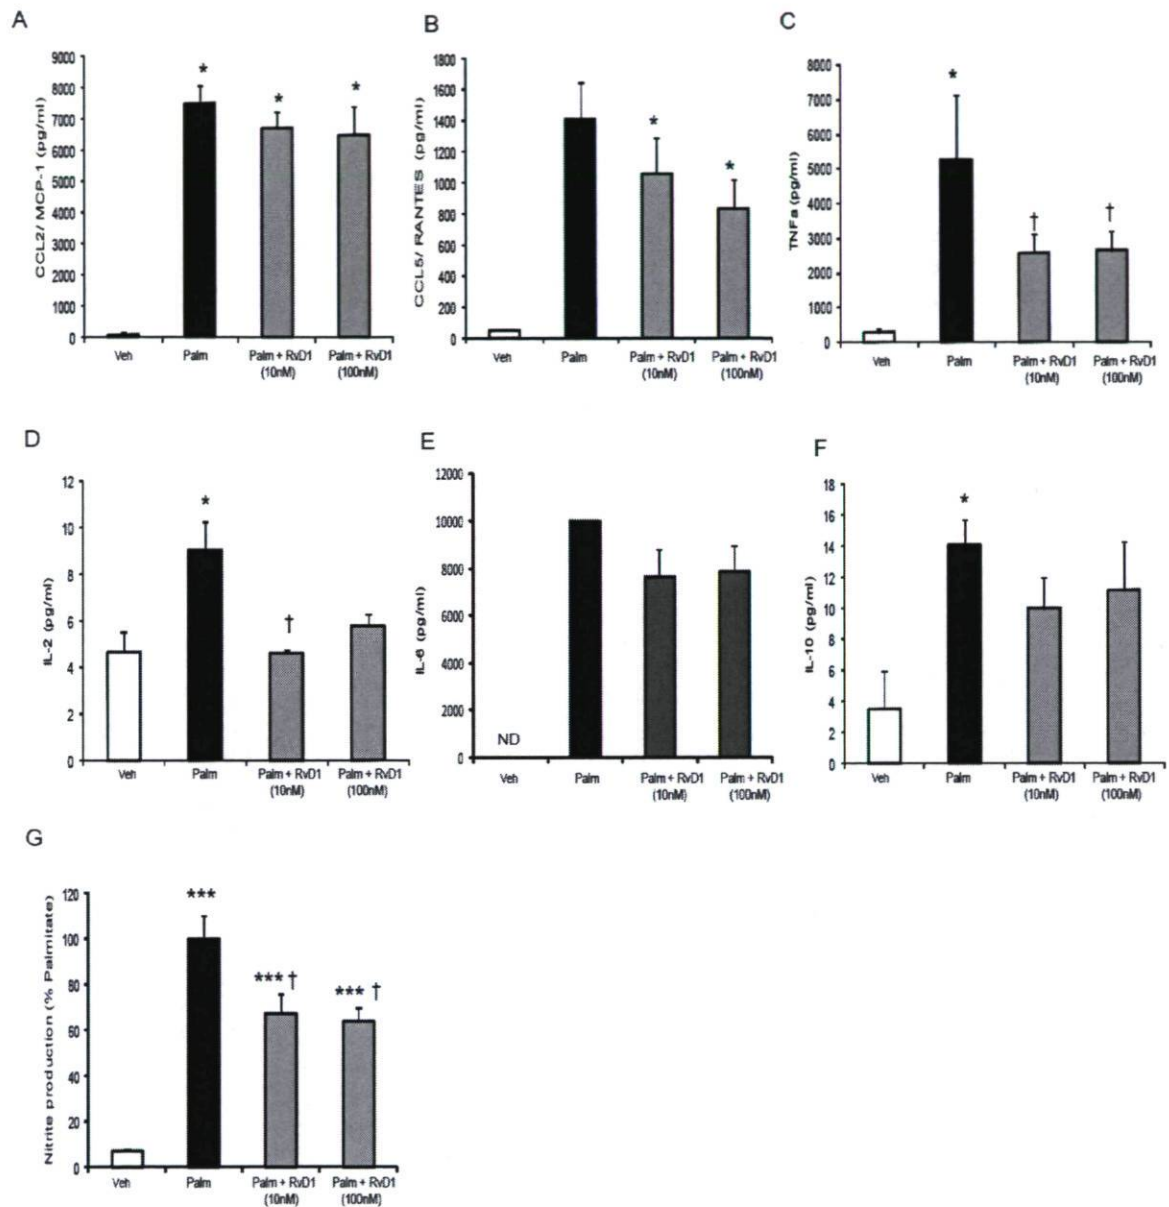 A
CCL2/ MCP-1 (pg/ml)
9000
8000
7000
6000
5000
4000
3000
2000
1000
0
*
*
*
Veh
Palm
Palm + RvD1
(10nM)
Palm + RvD1
(100nM)
B
CCL5/ RANTES (pg/ml)
1800
1600
1400
1200
1000
800
600
400
200
0
*
*
Veh
Palm
Palm + RvD1
(10nM)
Palm + RvD1
(100nM)
C
TNFa (pg/ml)
8000
7000
6000
5000
4000
3000
2000
1000
0
*
†
†
Veh
Palm
Palm + RvD1
(10nM)
Palm + RvD1
(100nM)
D
IL-2 (pg/ml)
12
10
8
6
4
2
0
*
†
Veh
Palm
Palm + RvD1
(10nM)
Palm + RvD1
(100nM)
E
IL-6 (pg/ml)
12000
10000
8000
6000
4000
2000
0
ND
Veh
Palm
Palm + RvD1
(10nM)
Palm + RvD1
(100nM)
F
IL-10 (pg/ml)
18
16
14
12
10
8
6
4
2
0
*
Veh
Palm
Palm + RvD1
(10nM)
Palm + RvD1
(100nM)
G
Nitrite production (% Palmitate)
120
100
80
60
40
20
0
***
*** †
*** †
Veh
Palm
Palm + RvD1
(10nM)
Palm + RvD1
(100nM)